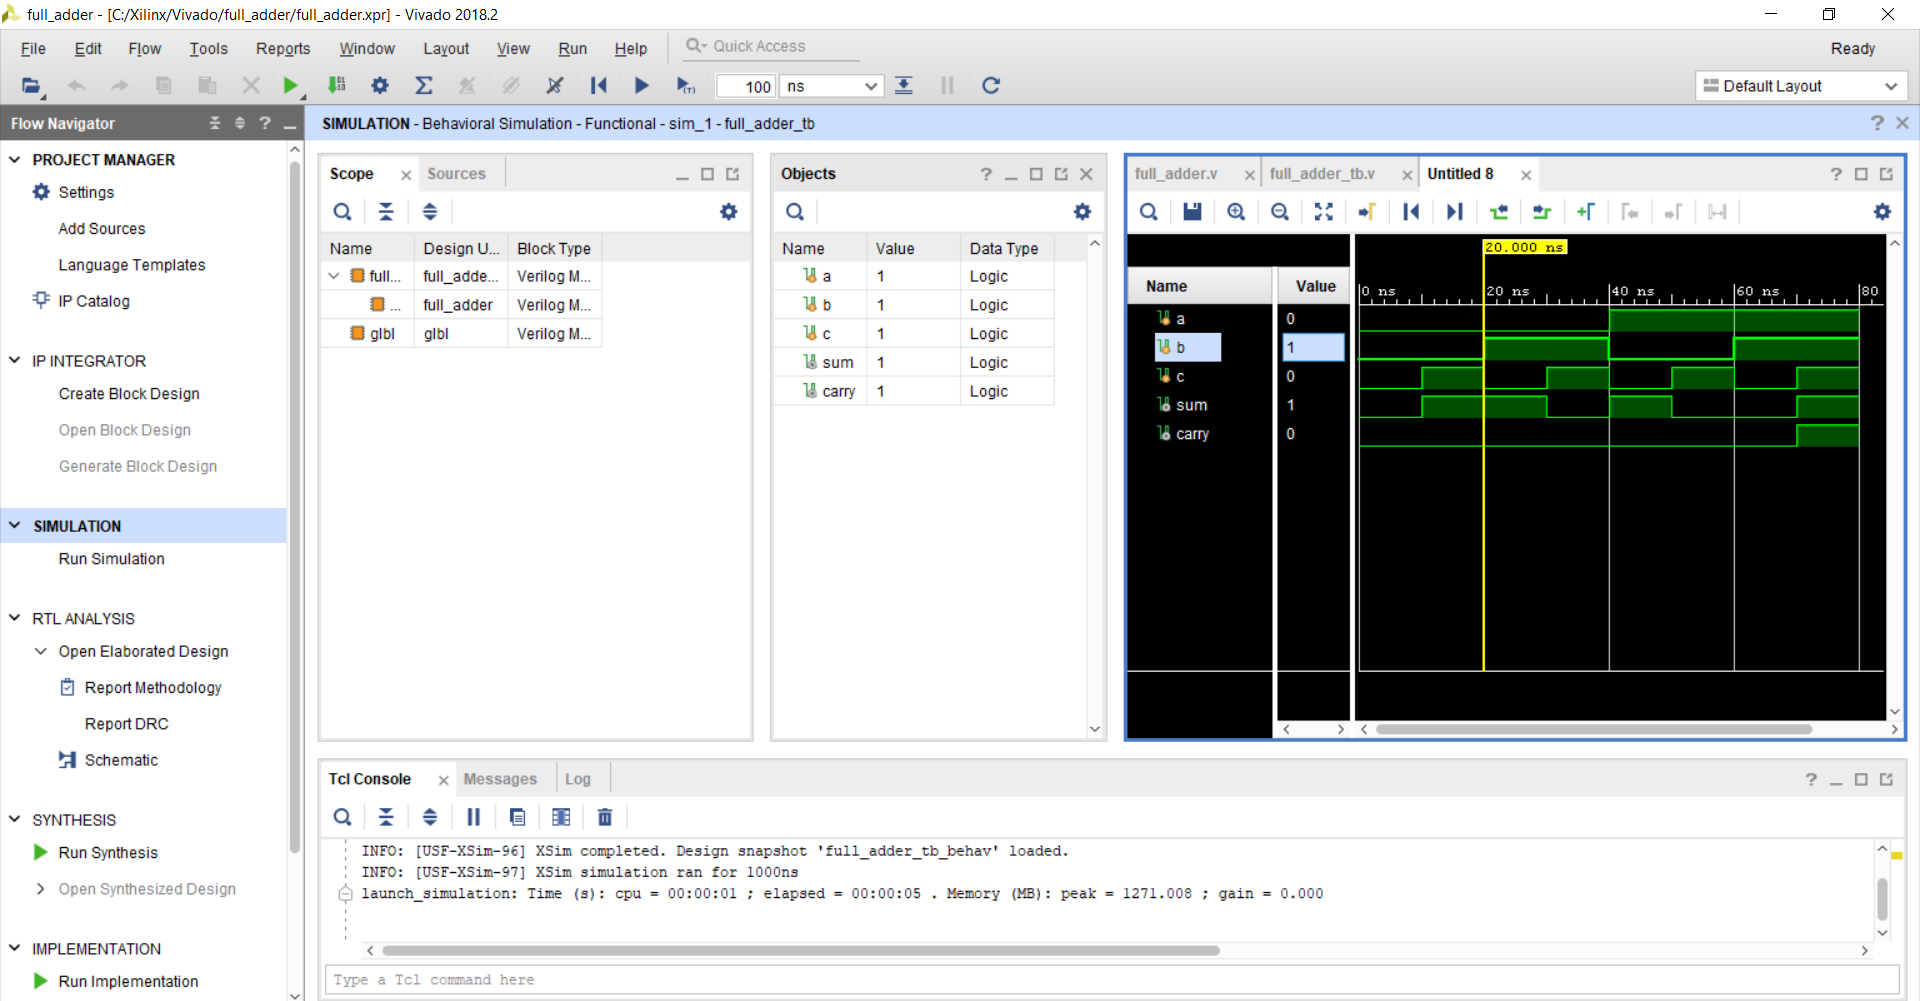 full_adder - [C:/Xilinx/Vivado/full_adder/full_adder.xpr] - Vivado 2018.2
File Edit Flow Tools Reports Window Layout View Run Help Quick Access Ready
100 ns Default Layout
Flow Navigator
SIMULATION - Behavioral Simulation - Functional - sim_1 - full_adder_tb
PROJECT MANAGER
Settings
Add Sources
Language Templates
IP Catalog
IP INTEGRATOR
Create Block Design
Open Block Design
Generate Block Design
SIMULATION
Run Simulation
RTL ANALYSIS
Open Elaborated Design
Report Methodology
Report DRC
Schematic
SYNTHESIS
Run Synthesis
Open Synthesized Design
IMPLEMENTATION
Run Implementation
Scope Sources
Name Design U... Block Type
full... full_adde... Verilog M...
... full_adder Verilog M...
glbl glbl Verilog M...
Objects
Name Value Data Type
a 1 Logic
b 1 Logic
c 1 Logic
sum 1 Logic
carry 1 Logic
full_adder.v full_adder_tb.v Untitled 8
20.000 ns
Name Value
0 ns 20 ns 40 ns 60 ns 80
a 0
b 1
c 0
sum 1
carry 0
Tcl Console Messages Log
INFO: [USF-XSim-96] XSim completed. Design snapshot 'full_adder_tb_behav' loaded.
INFO: [USF-XSim-97] XSim simulation ran for 1000ns
launch_simulation: Time (s): cpu = 00:00:01 ; elapsed = 00:00:05 . Memory (MB): peak = 1271.008 ; gain = 0.000
Type a Tcl command here